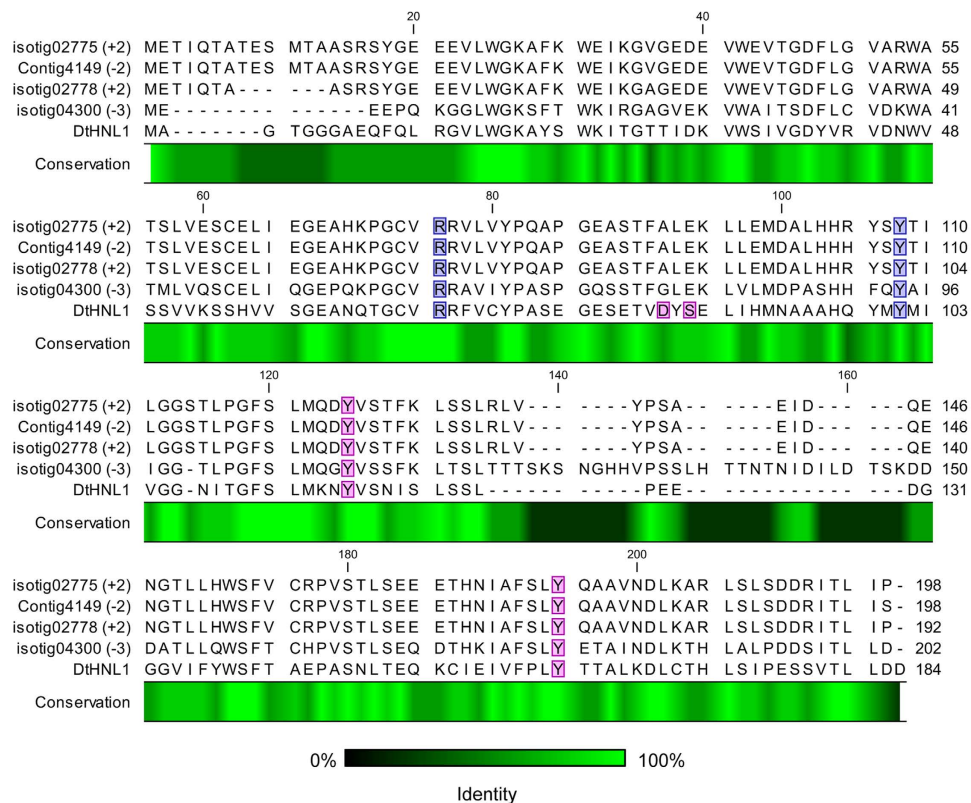 20 40
isotig02775 (+2) METIQTATES MTAASRSYGE EEVLWGKAFK WEIKGVGEDE VWEVTGDFLG VARWA 55
Contig4149 (-2) METIQTATES MTAASRSYGE EEVLWGKAFK WEIKGVGEDE VWEVTGDFLG VARWA 55
isotig02778 (+2) METIQTA--- ---ASRSYGE EEVLWGKAFK WEIKGAGEDE VWEVTGDFLG VARWA 49
isotig04300 (-3) ME-------- ------EEPQ KGGLWGKSFT WKIRGAGVEK VWAITSDFLC VDKWA 41
DtHNL1 MA-------G TGGGAEQFQL RGVLWGKAYS WKITGTTIDK VWSIVGDYVR VDNWV 48
Conservation
60 80 100
isotig02775 (+2) TSLVESCELI EGEAHKPGCV RRVLVYPQAP GEASTFALEK LLEMDALHHR YSYTI 110
Contig4149 (-2) TSLVESCELI EGEAHKPGCV RRVLVYPQAP GEASTFALEK LLEMDALHHR YSYTI 110
isotig02778 (+2) TSLVESCELI EGEAHKPGCV RRVLVYPQAP GEASTFALEK LLEMDALHHR YSYTI 104
isotig04300 (-3) TMLVQSCELI QGEPQKPGCV RRAVIYPASP GQSSTFGLEK LVLMDPASHH FQYAI 96
DtHNL1 SSVVKSSHVV SGEANQTGCV RRFVCYPASE GESETVDYSE LIHMNAAAHQ YMYMI 103
Conservation
120 140 160
isotig02775 (+2) LGGSTLPGFS LMQDYVSTFK LSSLRLV--- ----YPSA-- ----EID--- ---QE 146
Contig4149 (-2) LGGSTLPGFS LMQDYVSTFK LSSLRLV--- ----YPSA-- ----EID--- ---QE 146
isotig02778 (+2) LGGSTLPGFS LMQDYVSTFK LSSLRLV--- ----YPSA-- ----EID--- ---QE 140
isotig04300 (-3) IGG-TLPGFS LMQGYVSSFK LTSLTTTSKS NGHHVPSSLH TTNTNIDILD TSKDD 150
DtHNL1 VGG-NITGFS LMKNYVSNIS LSSL------ ----PEE--- ---------- ---DG 131
Conservation
180 200
isotig02775 (+2) NGTLLHWSFV CRPVSTLSEE ETHNIAFSLY QAAVNDLKAR LSLSDDRITL IP- 198
Contig4149 (-2) NGTLLHWSFV CRPVSTLSEE ETHNIAFSLY QAAVNDLKAR LSLSDDRITL IS- 198
isotig02778 (+2) NGTLLHWSFV CRPVSTLSEE ETHNIAFSLY QAAVNDLKAR LSLSDDRITL IP- 192
isotig04300 (-3) DATLLQWSFT CHPVSTLSEQ DTHKIAFSLY ETAINDLKTH LALPDDSITL LD- 202
DtHNL1 GGVIFYWSFT AEPASNLTEQ KCIEIVFPLY TTALKDLCTH LSIPESSVTL LDD 184
Conservation
0% 100%
Identity